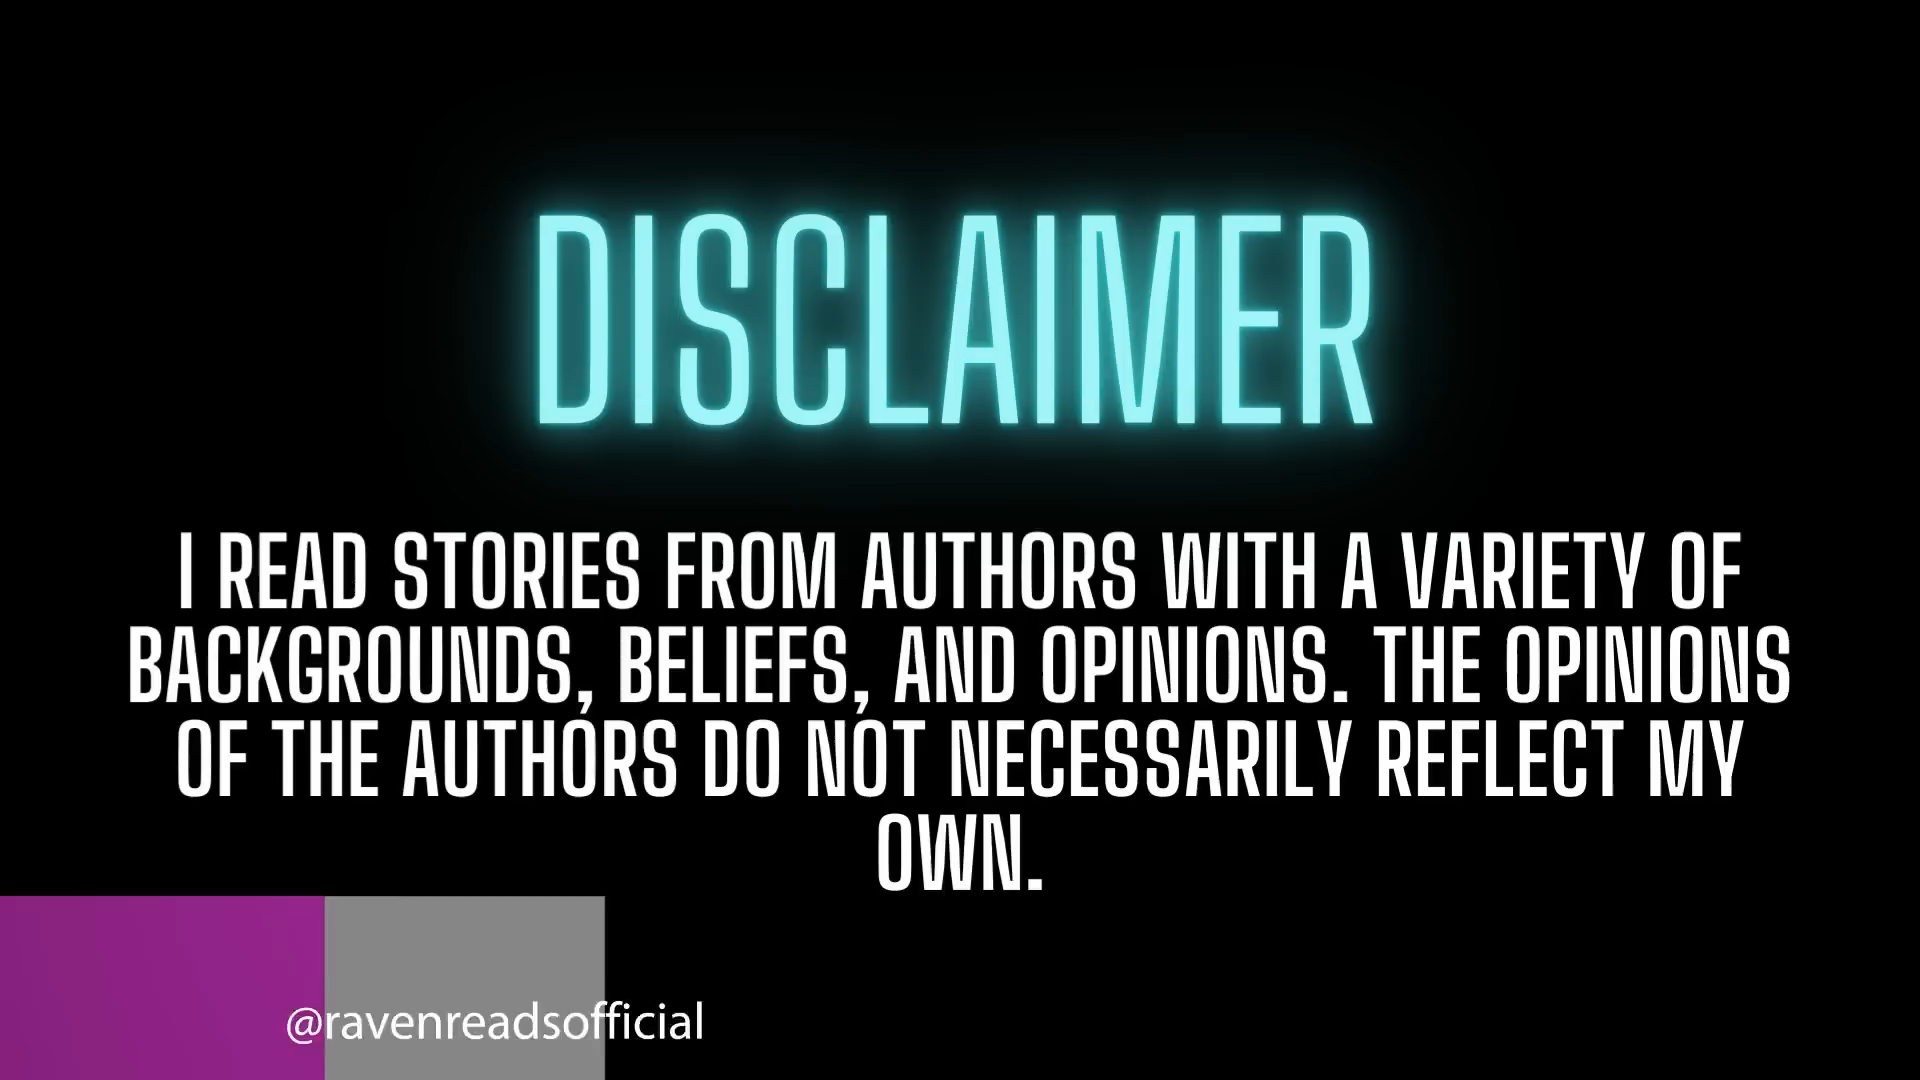 DISCLAIMER
I READ STORIES FROM AUTHORS WITH A VARIETY OF
BACKGROUNDS, BELIEFS, AND OPINIONS. THE OPINIONS
OF THE AUTHORS DO NOT NECESSARILY REFLECT MY
OWN.
@ravenreadsofficial